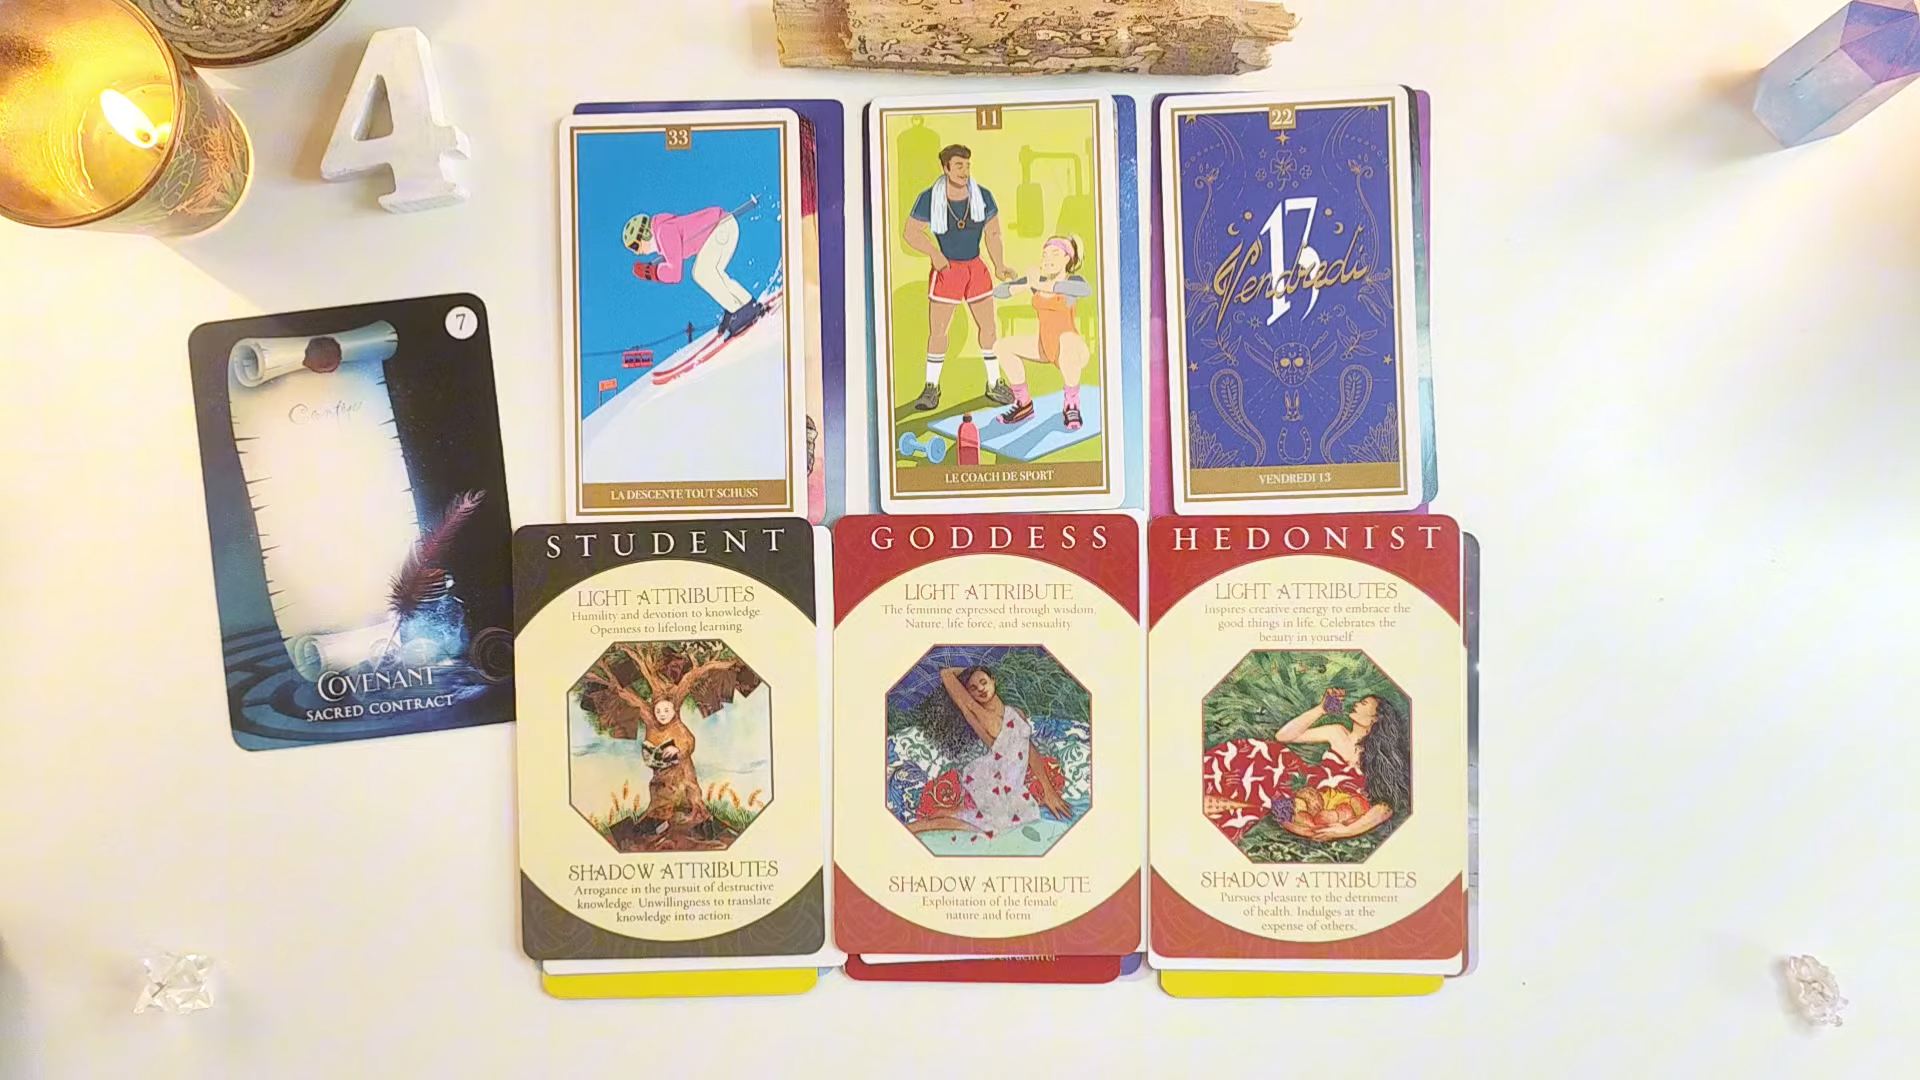 4
33
LA DESCENTE TOUT SCHUSS
11
LE COACH DE SPORT
22
13
Vendredi
VENDREDI 13
7
COVENANT
SACRED CONTRACT
STUDENT
LIGHT ATTRIBUTES
Humility and devotion to knowledge.
Openness to lifelong learning.
SHADOW ATTRIBUTES
Arrogance in the pursuit of destructive
knowledge. Unwillingness to translate
knowledge into action.
GODDESS
LIGHT ATTRIBUTE
The feminine expressed through wisdom,
Nature, life force, and sensuality.
SHADOW ATTRIBUTE
Exploitation of the female
nature and form
HEDONIST
LIGHT ATTRIBUTES
Inspires creative energy to embrace the
good things in life. Celebrates the
beauty in yourself.
SHADOW ATTRIBUTES
Pursues pleasure to the detriment
of health. Indulges at the
expense of others.